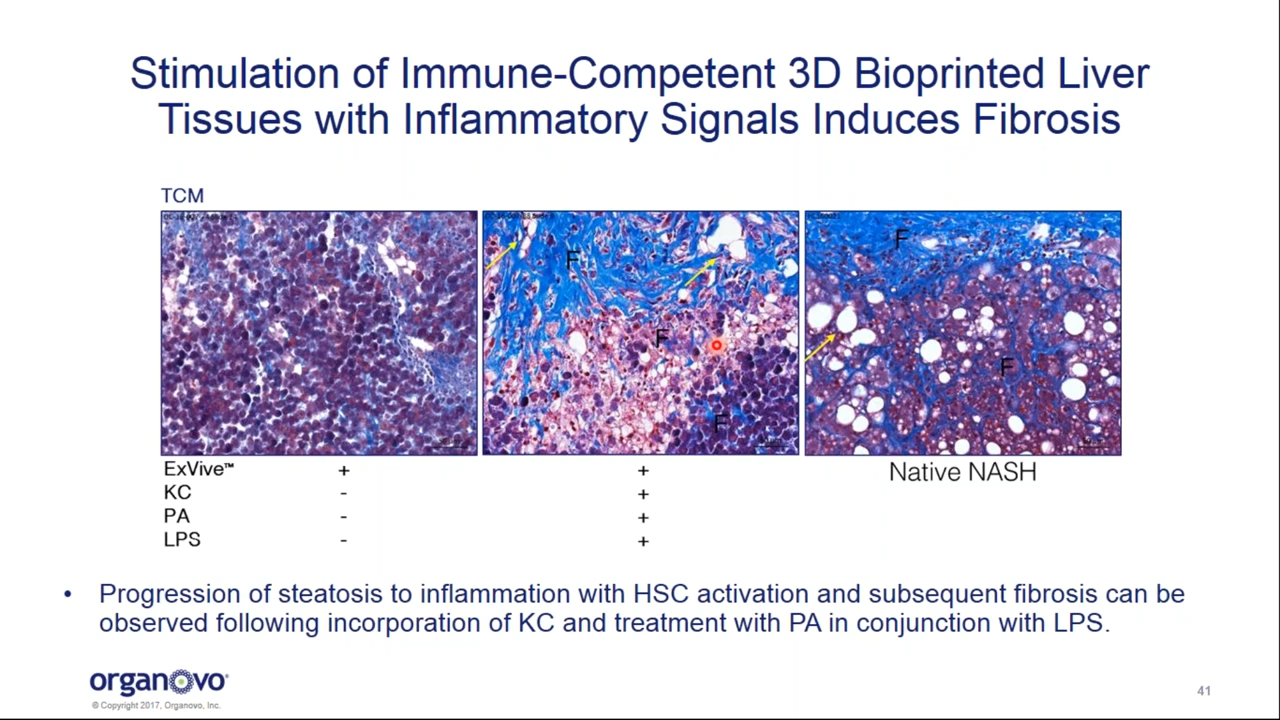 Stimulation of Immune-Competent 3D Bioprinted Liver
Tissues with Inflammatory Signals Induces Fibrosis
TCM
F
F
F
F
F
ExVive™ + +
KC - +
PA - +
LPS - +
Native NASH
• Progression of steatosis to inflammation with HSC activation and subsequent fibrosis can be
observed following incorporation of KC and treatment with PA in conjunction with LPS.
organovo®
© Copyright 2017, Organovo, Inc.
41